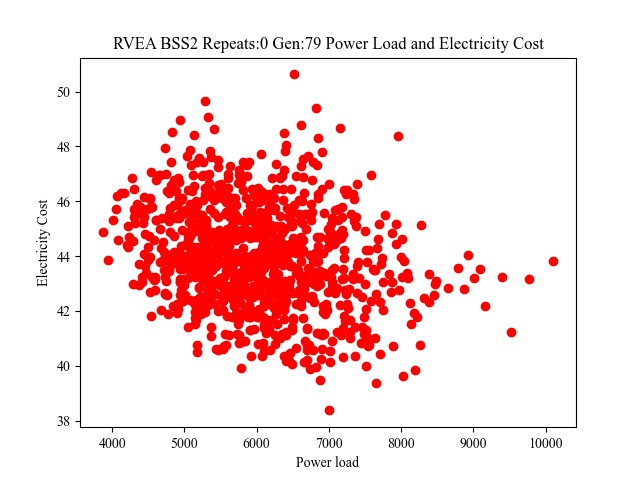 RVEA BSS2 Repeats:0 Gen:79 Power Load and Electricity Cost
50
48
46
44
42
40
38
Electricity Cost
4000 5000 6000 7000 8000 9000 10000
Power load